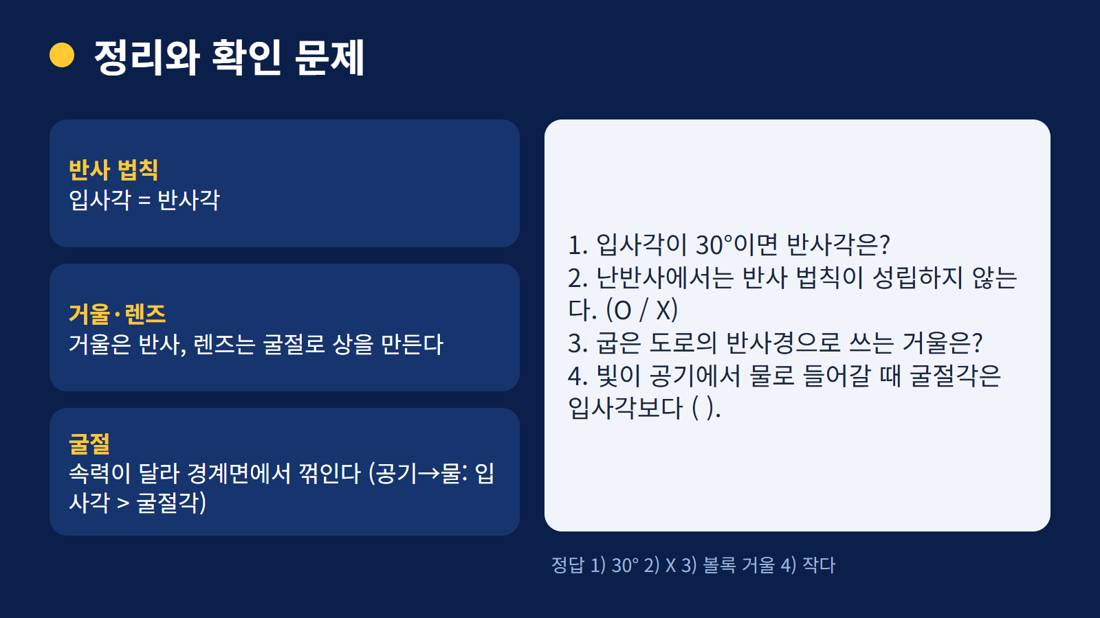 정리와 확인 문제
반사 법칙
입사각 = 반사각
거울·렌즈
거울은 반사, 렌즈는 굴절로 상을 만든다
굴절
속력이 달라 경계면에서 꺾인다 (공기→물: 입
사각 > 굴절각)
1. 입사각이 30°이면 반사각은?
2. 난반사에서는 반사 법칙이 성립하지 않는
다. (O / X)
3. 굽은 도로의 반사경으로 쓰는 거울은?
4. 빛이 공기에서 물로 들어갈 때 굴절각은
입사각보다 ( ).
정답 1) 30° 2) X 3) 볼록 거울 4) 작다